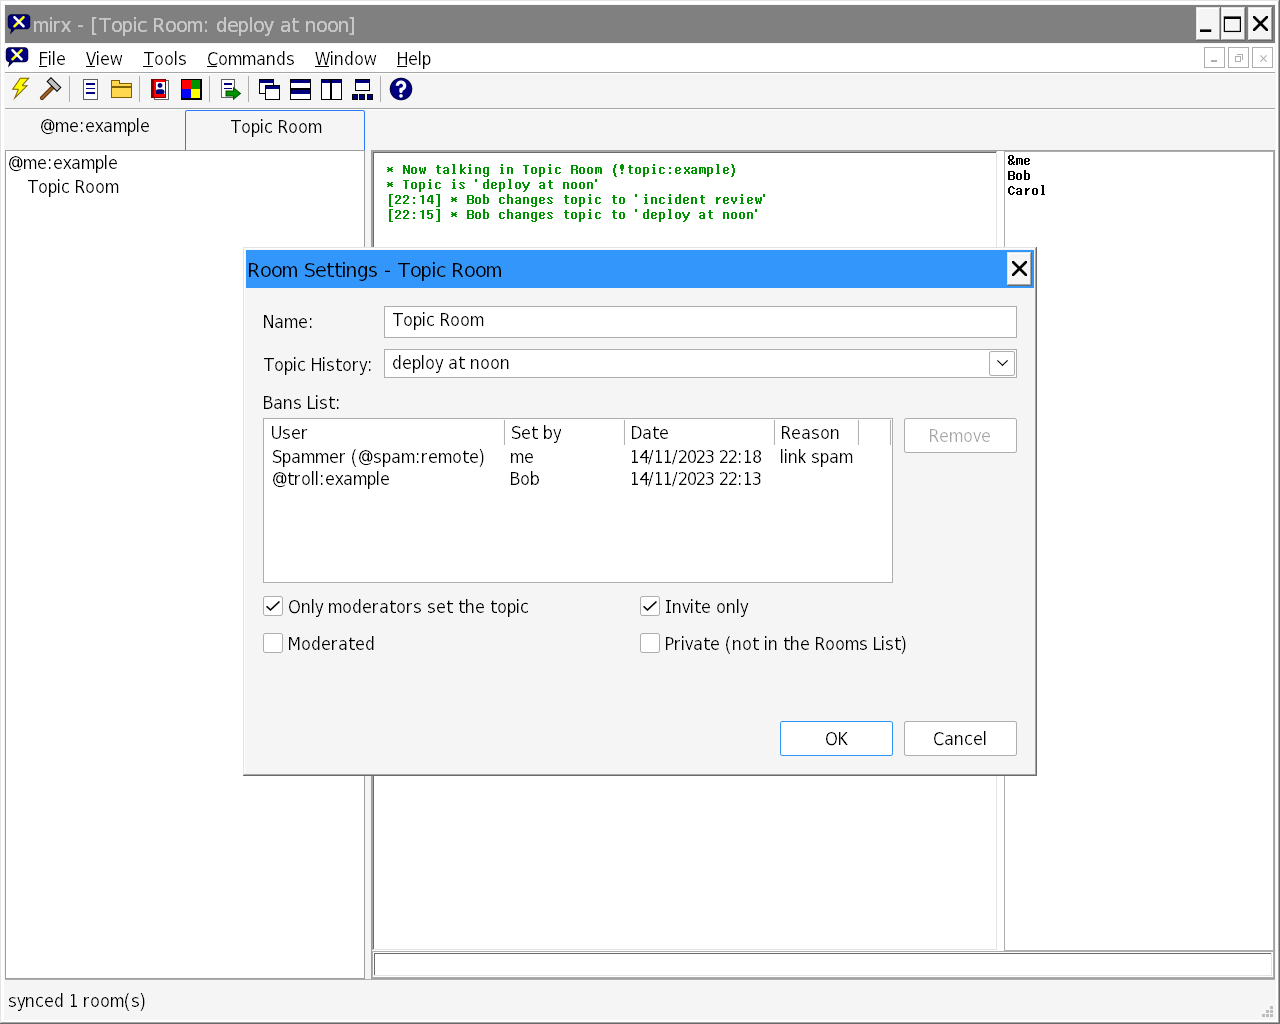 mirx - [Topic Room: deploy at noon]
File View Tools Commands Window Help
@me:example Topic Room
@me:example
Topic Room
* Now talking in Topic Room (!topic:example)
* Topic is 'deploy at noon'
[22:14] * Bob changes topic to 'incident review'
[22:15] * Bob changes topic to 'deploy at noon'
&me
Bob
Carol
Room Settings - Topic Room
Name: Topic Room
Topic History: deploy at noon
Bans List:
User Set by Date Reason
Spammer (@spam:remote) me 14/11/2023 22:18 link spam
@troll:example Bob 14/11/2023 22:13
Remove
Only moderators set the topic Invite only
Moderated Private (not in the Rooms List)
OK Cancel
synced 1 room(s)